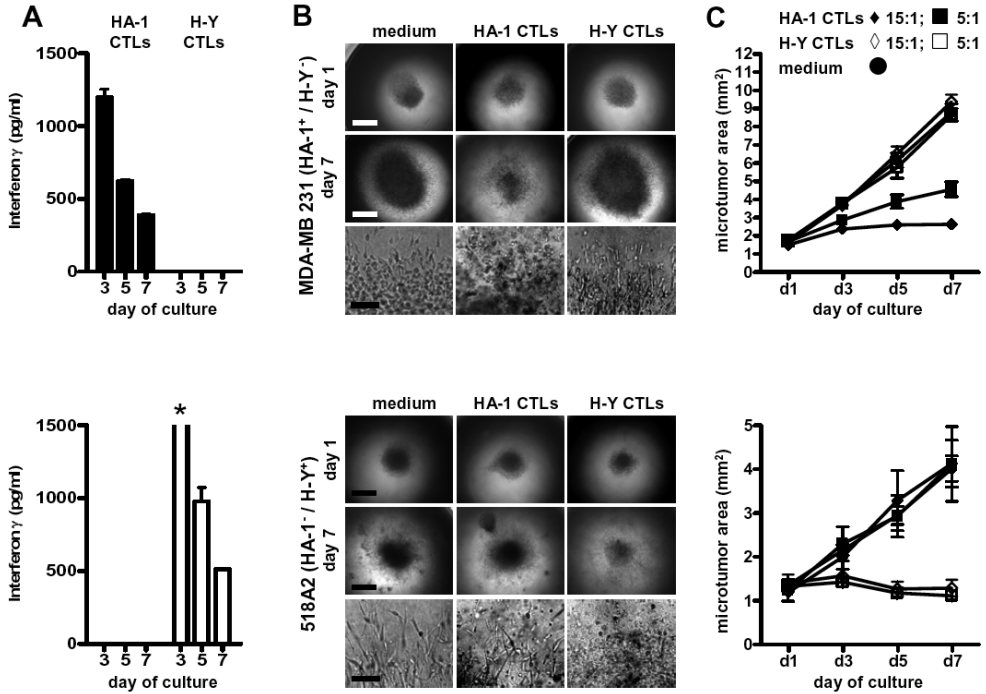 A
HA-1 H-Y
CTLs CTLs
1500
1000
500
0
Interferon γ (pg/ml)
3 5 7 3 5 7
day of culture
1500
1000
500
0
Interferon γ (pg/ml)
*
3 5 7 3 5 7
day of culture
B
medium HA-1 CTLs H-Y CTLs
MDA-MB 231 (HA-1⁺ / H-Y⁻)
day 1
day 7
medium HA-1 CTLs H-Y CTLs
518A2 (HA-1⁻ / H-Y⁺)
day 1
day 7
C
HA-1 CTLs 15:1; 5:1
H-Y CTLs 15:1; 5:1
medium
12
11
10
9
8
7
6
5
4
3
2
1
0
microtumor area (mm²)
d1 d3 d5 d7
day of culture
5
4
3
2
1
0
microtumor area (mm²)
d1 d3 d5 d7
day of culture